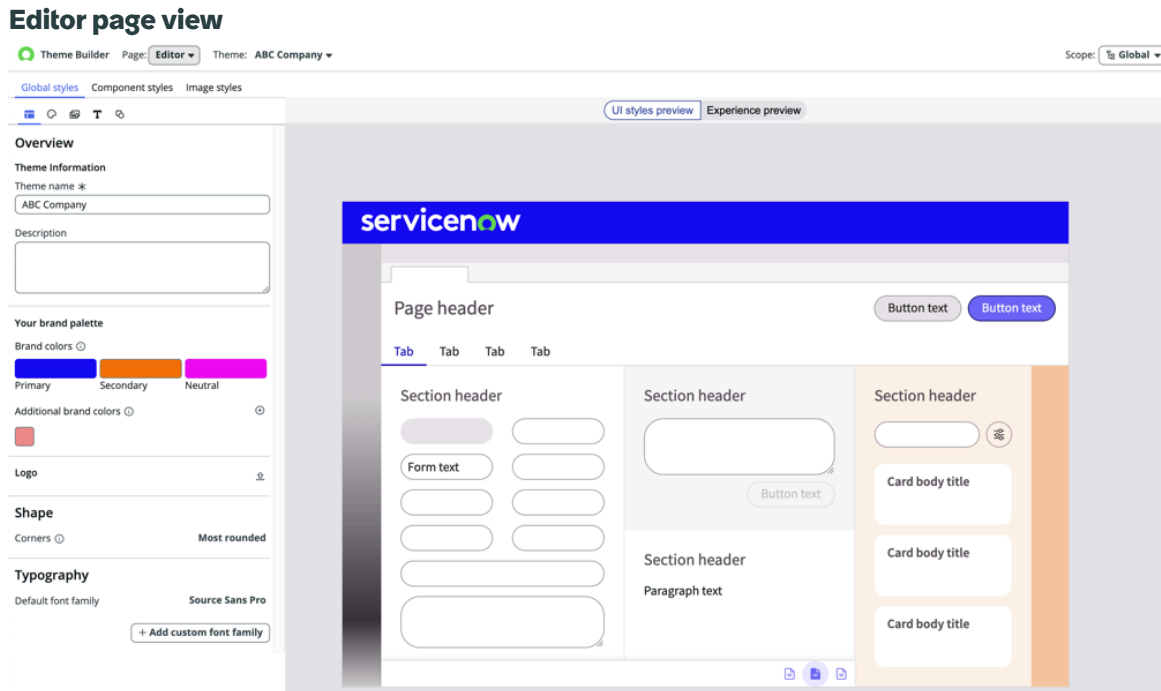 Editor page view
Theme Builder Page: Editor Theme: ABC Company Scope: Global
Global styles Component styles Image styles
UI styles preview Experience preview
Overview
Theme Information
Theme name *
ABC Company
Description
Your brand palette
Brand colors
Primary Secondary Neutral
Additional brand colors
Logo
Shape
Corners Most rounded
Typography
Default font family Source Sans Pro
+ Add custom font family
servicenow
Page header Button text Button text
Tab Tab Tab Tab
Section header
Form text
Section header
Button text
Section header
Paragraph text
Section header
Card body title
Card body title
Card body title